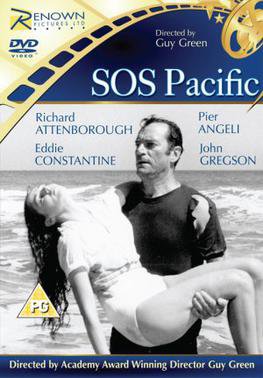 RENOWN
PICTURES LTD
DVD
VIDEO
Directed by
Guy Green
SOS Pacific
Richard
ATTENBOROUGH
Pier
ANGELI
Eddie
CONSTANTINE
John
GREGSON
PG
Directed by Academy Award Winning Director Guy Green